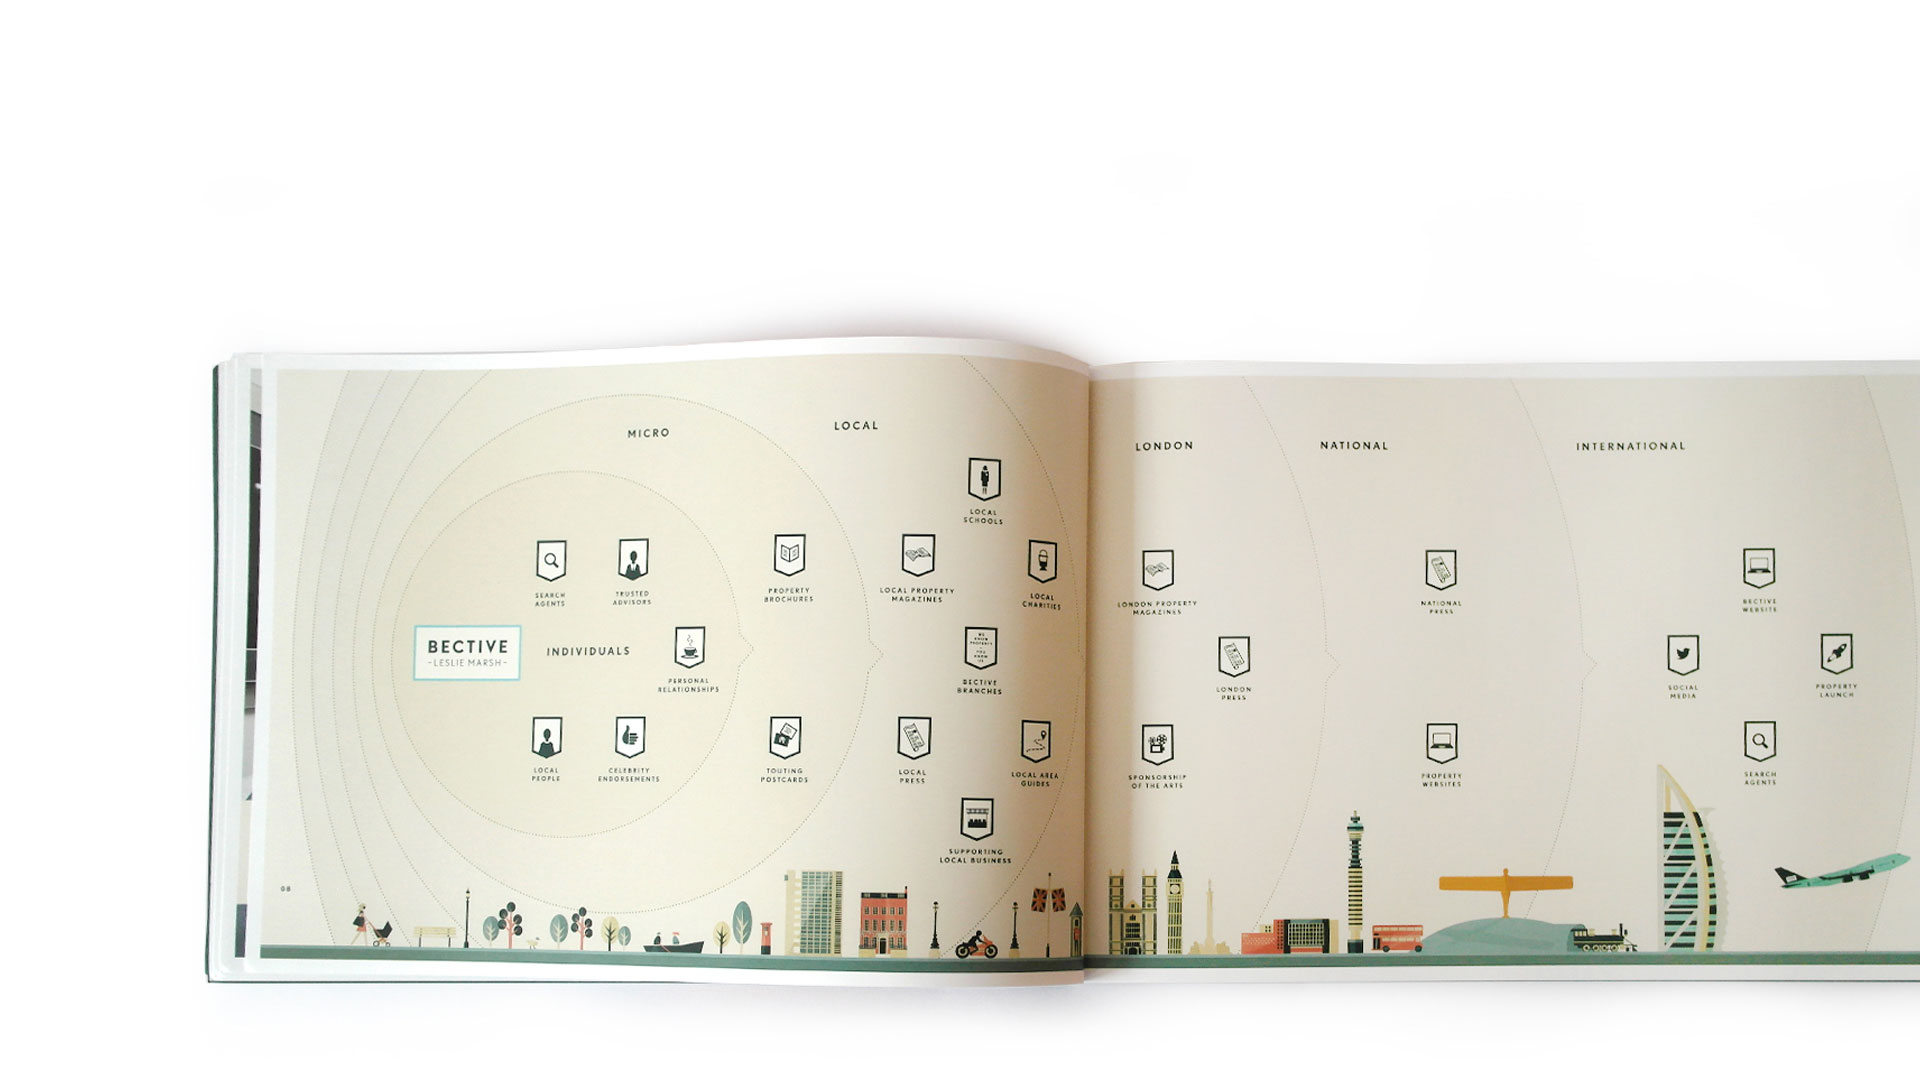 MICRO
LOCAL
LONDON
NATIONAL
INTERNATIONAL
LOCAL
SCHOOLS
SEARCH
AGENTS
TRUSTED
ADVISORS
PROPERTY
BROCHURES
LOCAL PROPERTY
MAGAZINES
LOCAL
CHARITIES
LONDON PROPERTY
MAGAZINES
NATIONAL
PRESS
BECTIVE
WEBSITE
BECTIVE
-LESLIE MARSH-
INDIVIDUALS
PERSONAL
RELATIONSHIPS
WE
KNOW
PROPERTY
YOU
KNOW
US
BECTIVE
BRANCHES
LONDON
PRESS
SOCIAL
MEDIA
PROPERTY
LAUNCH
LOCAL
PEOPLE
CELEBRITY
ENDORSEMENTS
TOUTING
POSTCARDS
LOCAL
PRESS
LOCAL AREA
GUIDES
SPONSORSHIP
OF THE ARTS
PROPERTY
WEBSITES
SEARCH
AGENTS
SUPPORTING
LOCAL BUSINESS
08